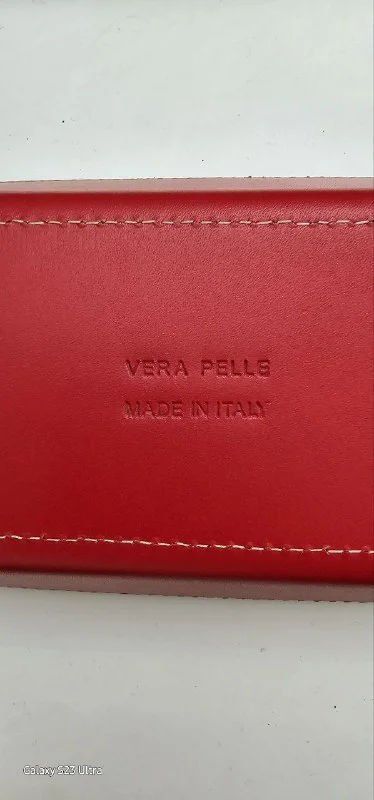 VERA PELLE
MADE IN ITALY
Galaxy S23 Ultra